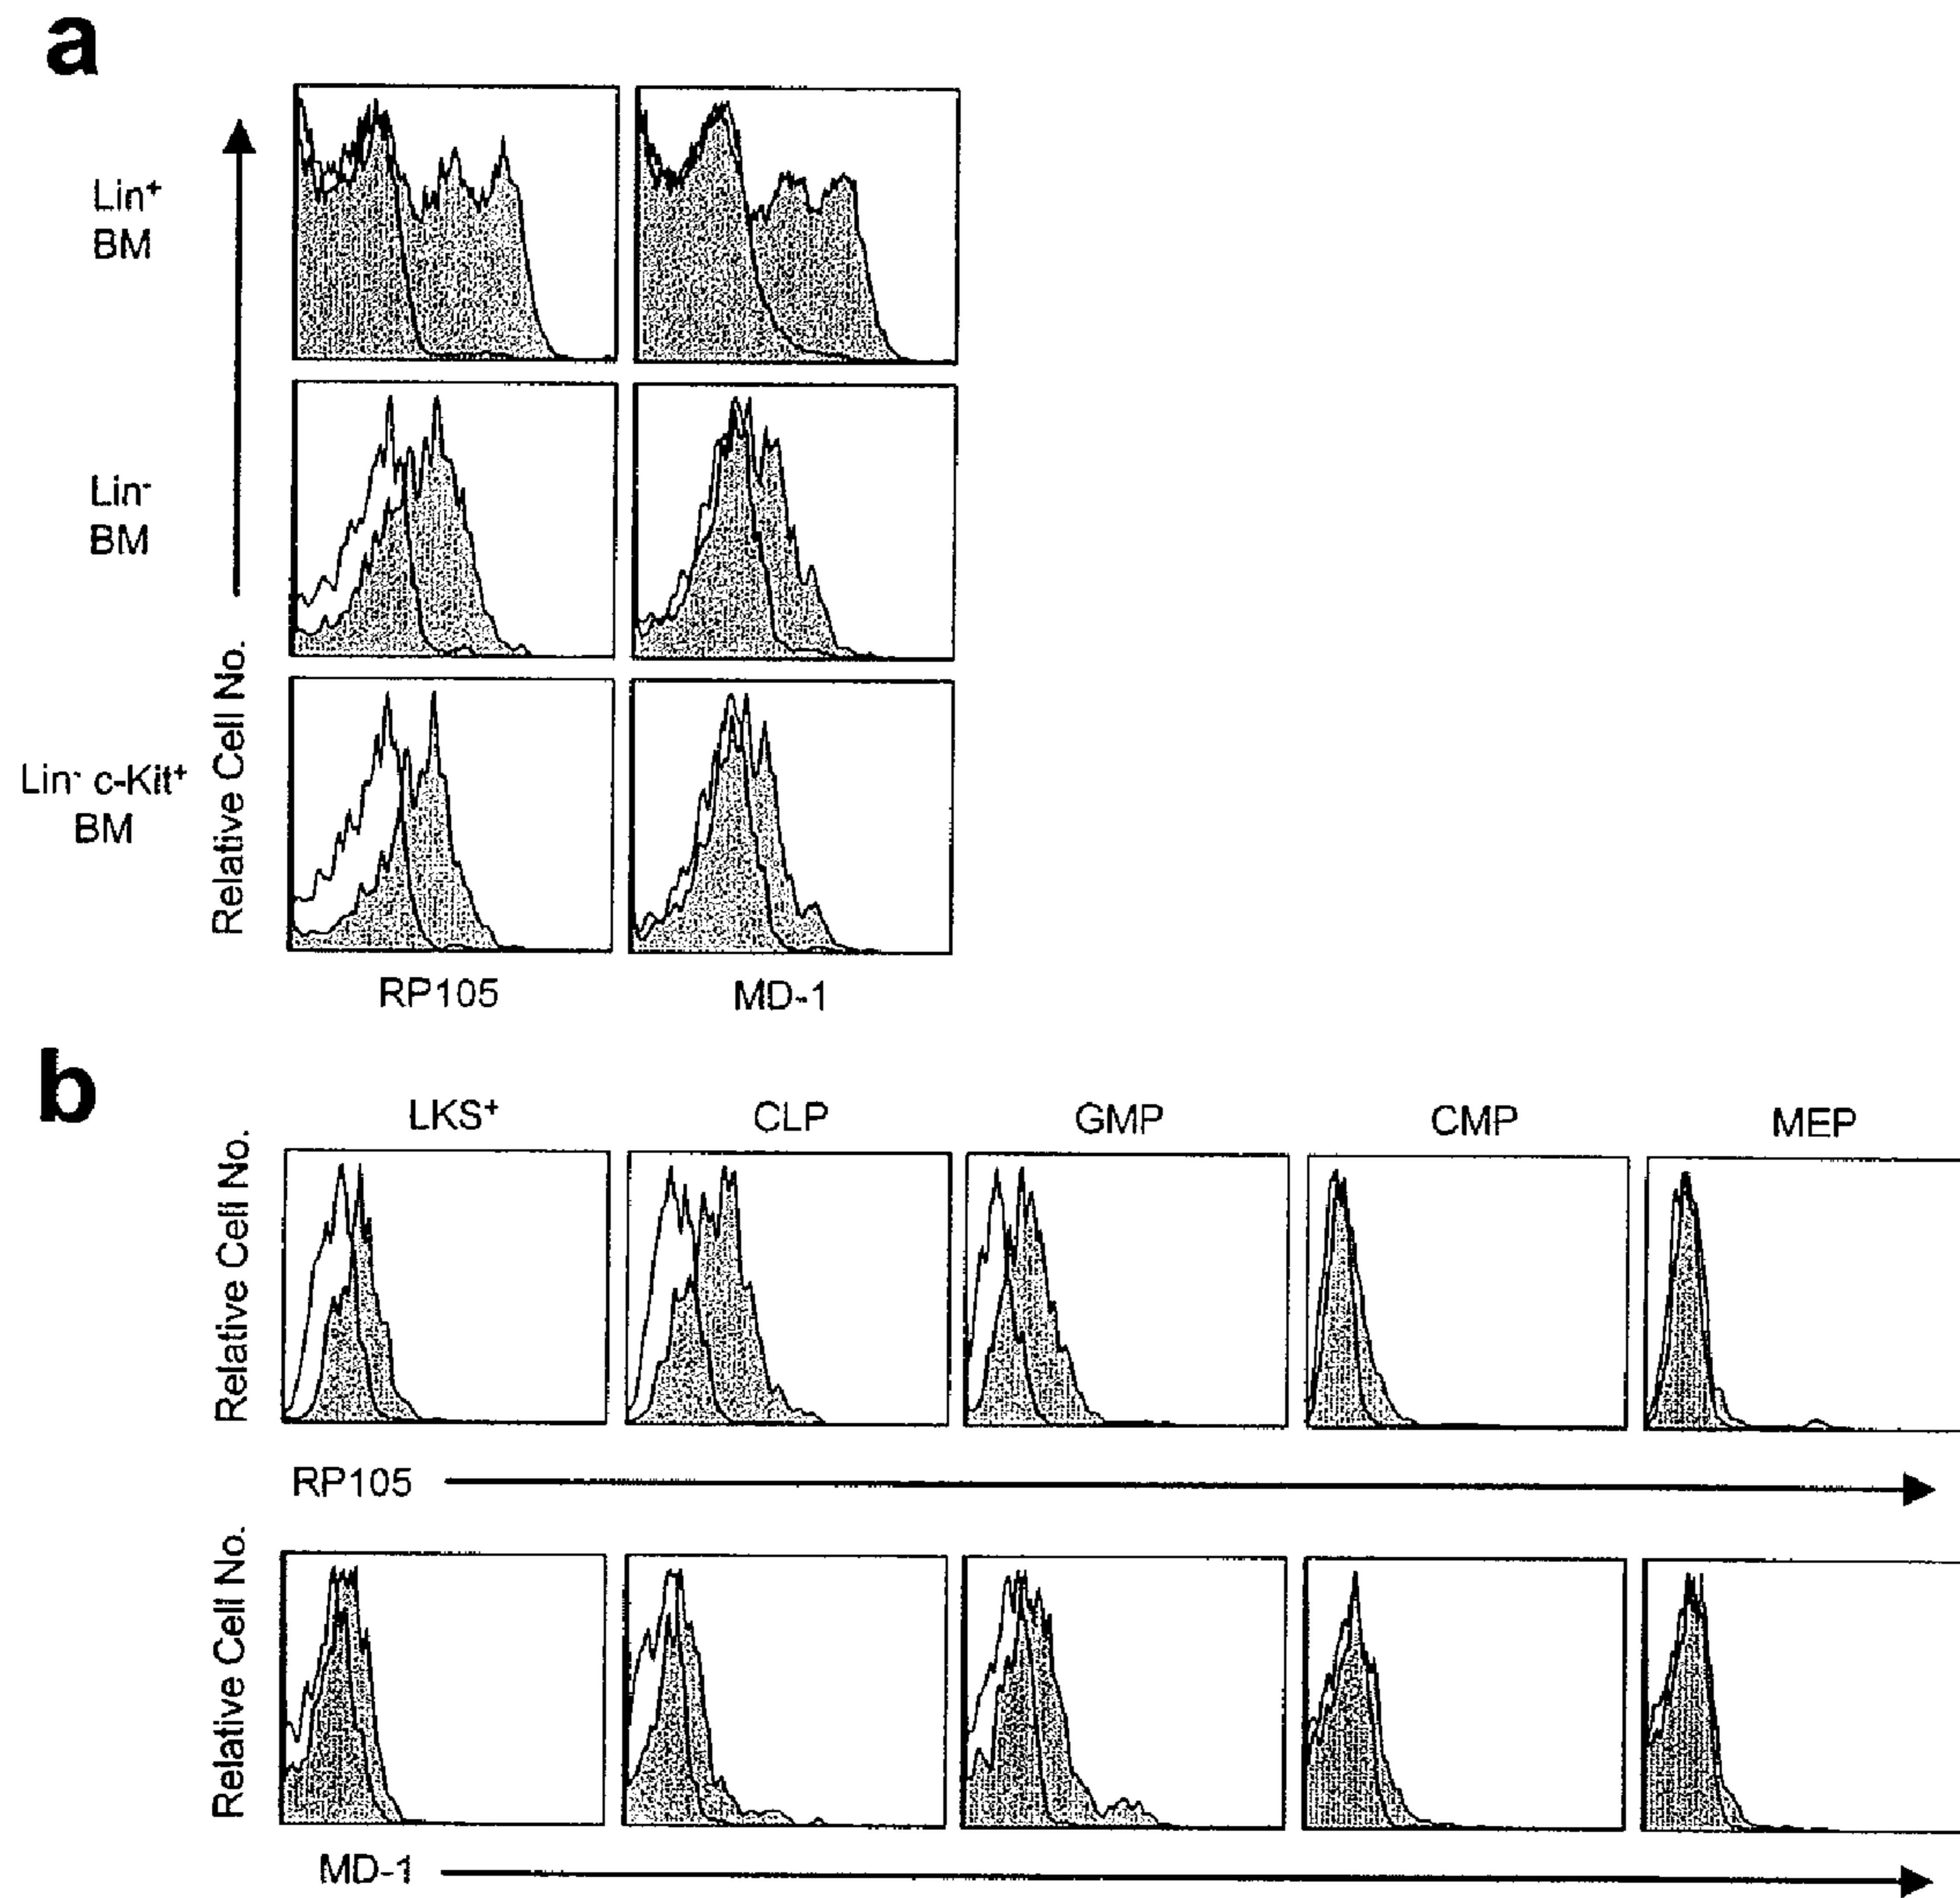 a
Lin⁺
BM
Lin⁻
BM
Lin⁻ c-Kit⁺
BM
Relative Cell No.
RP105 MD-1
b
LKS⁺ CLP GMP CMP MEP
Relative Cell No.
RP105
Relative Cell No.
MD-1